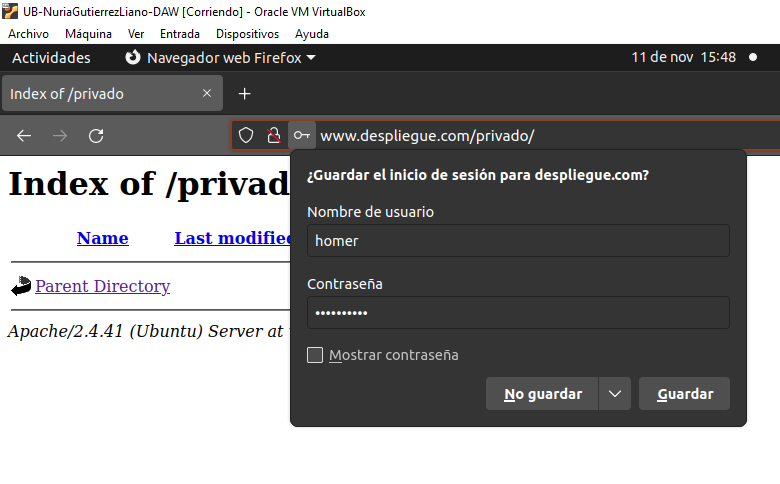 UB-NuriaGutierrezLiano-DAW [Corriendo] - Oracle VM VirtualBox
Archivo Máquina Ver Entrada Dispositivos Ayuda
Actividades Navegador web Firefox 11 de nov 15:48
Index of /privado
www.despliegue.com/privado/
Index of /privad
¿Guardar el inicio de sesión para despliegue.com?
Nombre de usuario
homer
Name Last modified
Contraseña
••••••••••
Parent Directory
Apache/2.4.41 (Ubuntu) Server at
Mostrar contraseña
No guardar Guardar